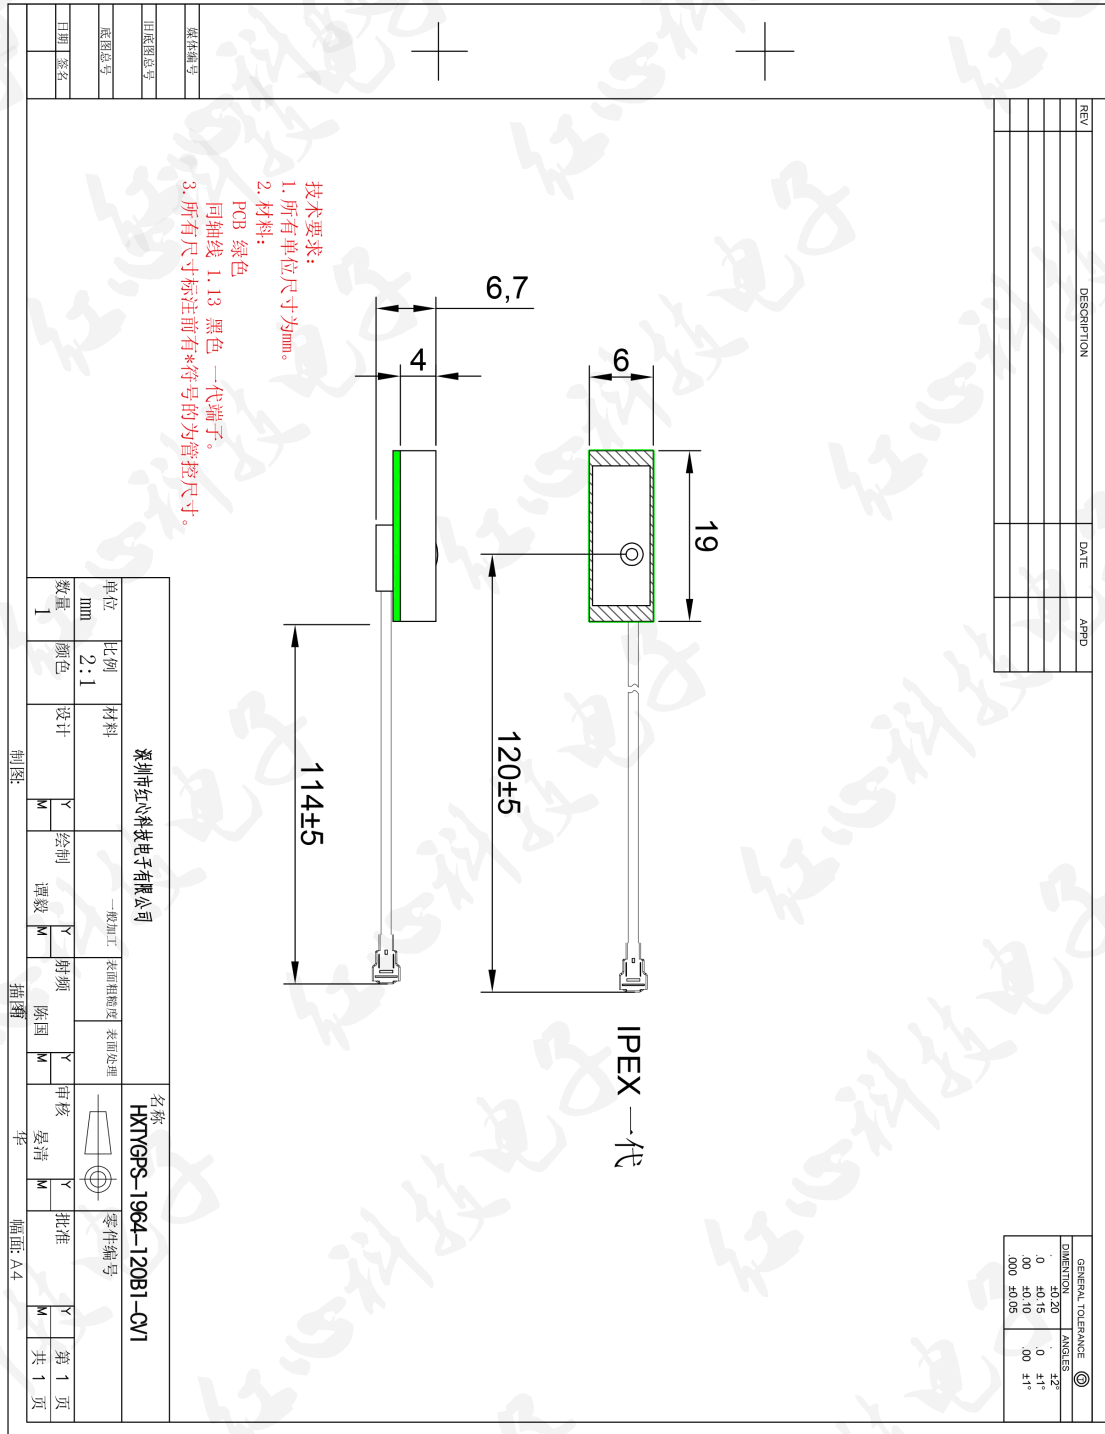 媒体编号
旧底图总号
底图总号
日期 签名
REV DESCRIPTION DATE APPD
技术要求：
1. 所有单位尺寸为mm。
2. 材料：
PCB 绿色
同轴线 1.13 黑色 一代端子。
3. 所有尺寸标注前有*符号的为管控尺寸。
6,7
4
6
19
120±5
114±5
IPEX 一代
GENERAL TOLERANCE
DIMENTION ANGLES
. ±0.20 . ±2°
.0 ±0.15 .0 ±1°
.00 ±0.10 .00 ±1°
.000 ±0.05
深圳市红心科技电子有限公司
名称
HXTYGPS-1964-120B1-CV1
单位 比例 材料 一般加工 表面粗糙度 表面处理 零件编号
mm 2:1
数量 颜色 设计 Y 绘制 Y 射频 Y 审核 Y 批准 Y 第 1 页
1 M 谭毅 M 陈国 M 晏清 M M 共 1 页
华
制图: 描图: 幅面: A4
红心科技电子